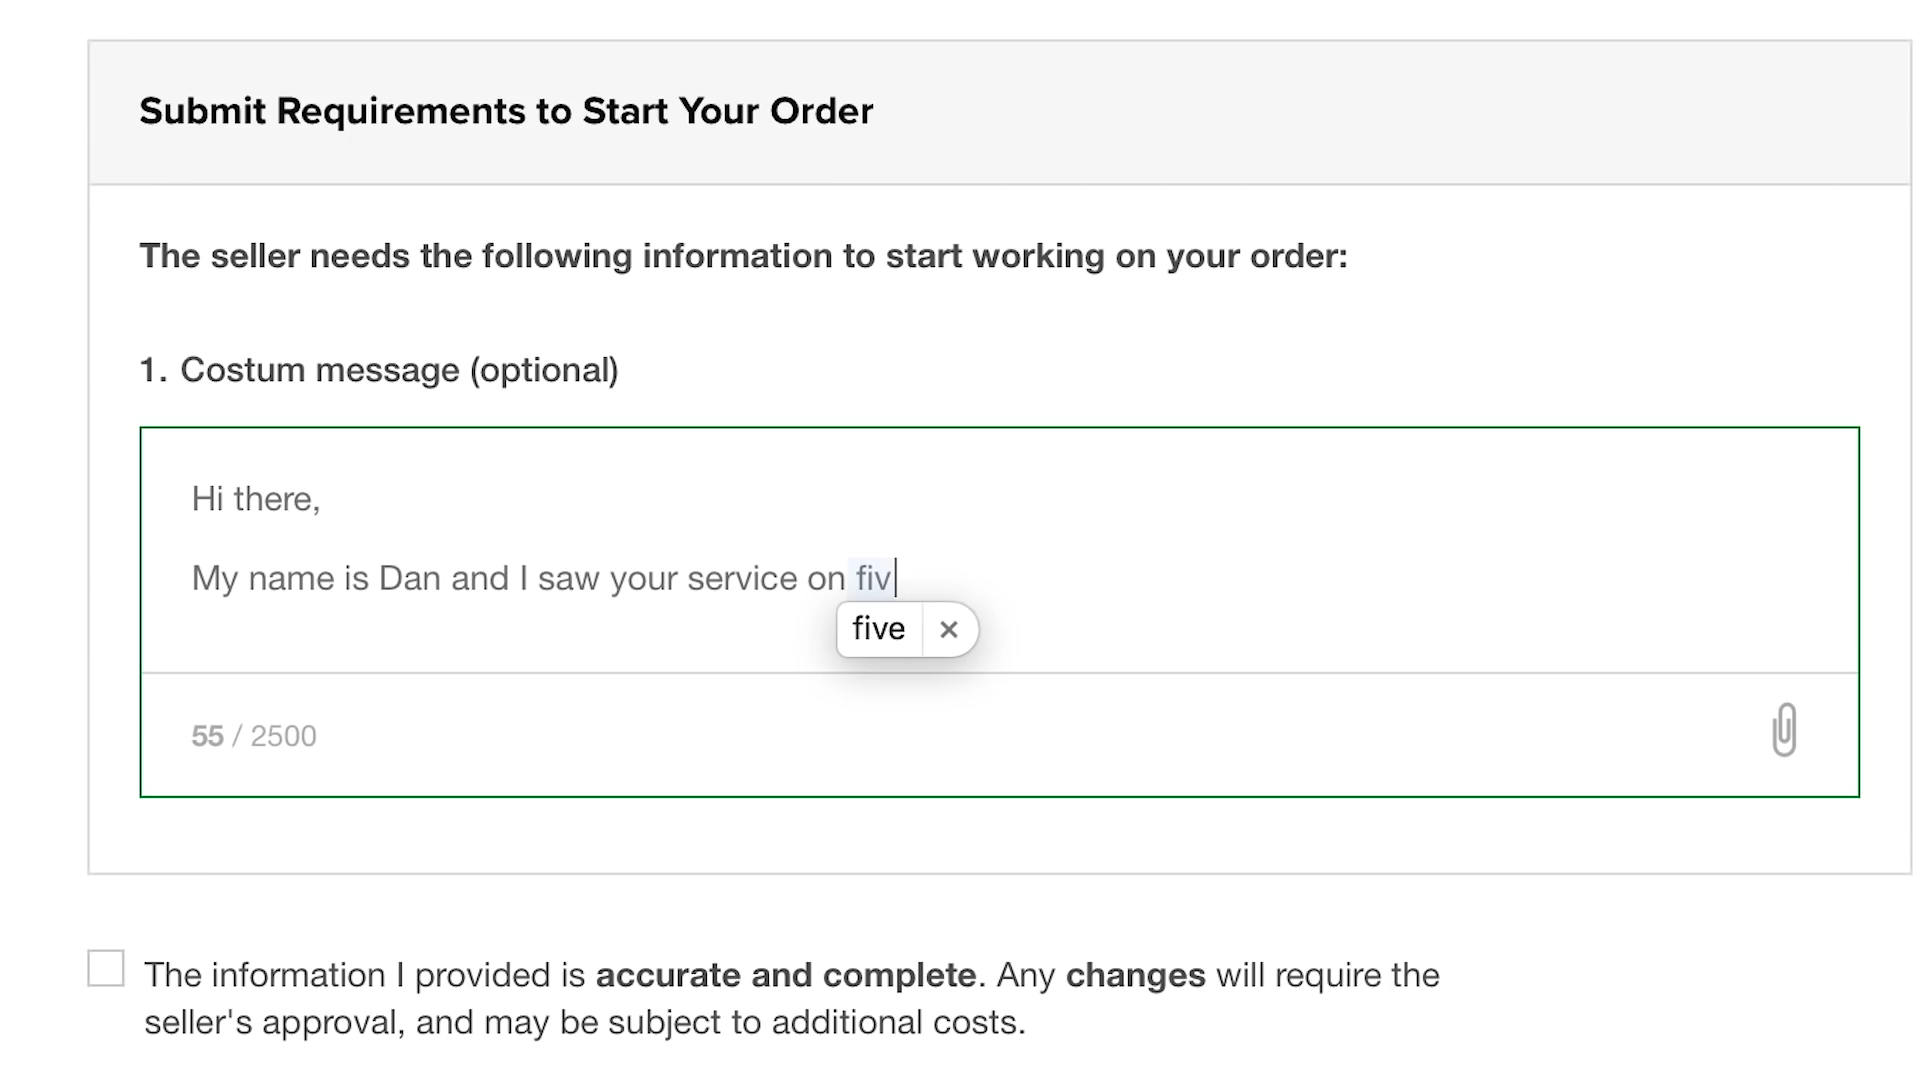 Submit Requirements to Start Your Order
The seller needs the following information to start working on your order:
1. Costum message (optional)
Hi there,
My name is Dan and I saw your service on fiv
five ×
55 / 2500
The information I provided is accurate and complete. Any changes will require the
seller's approval, and may be subject to additional costs.